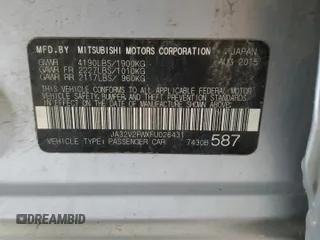 MFD.BY MITSUBISHI MOTORS CORPORATION JAPAN
GVWR 4190LBS/1900KG AUG 2015
GAWR FR 2227LBS/1010KG
GAWR RR 2117LBS/ 960KG
THIS VEHICLE CONFORMS TO ALL APPLICABLE FEDERAL MOTOR
VEHICLE SAFETY, BUMPER AND THEFT PREVENTION STANDARDS
IN EFFECT ON THE DATE OF MANUFACTURE SHOWN ABOVE.
JA32V2FWXFU026431
VEHICLE TYPE: PASSENGER CAR 7430B 587
DREAMBID